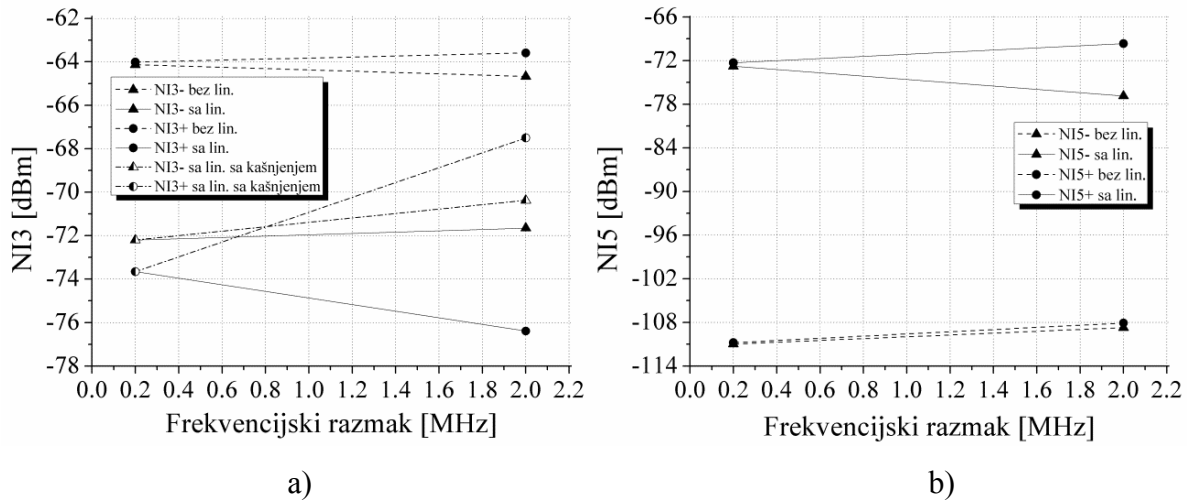 -62
-64
-66
-68
-70
-72
-74
-76
-78
NI3 [dBm]
NI3- bez lin.
NI3- sa lin.
NI3+ bez lin.
NI3+ sa lin.
NI3- sa lin. sa kašnjenjem
NI3+ sa lin. sa kašnjenjem
0.0 0.2 0.4 0.6 0.8 1.0 1.2 1.4 1.6 1.8 2.0 2.2
Frekvencijski razmak [MHz]
a)
-66
-72
-78
-84
-90
-96
-102
-108
-114
NI5 [dBm]
NI5- bez lin.
NI5- sa lin.
NI5+ bez lin.
NI5+ sa lin.
0.0 0.2 0.4 0.6 0.8 1.0 1.2 1.4 1.6 1.8 2.0 2.2
Frekvencijski razmak [MHz]
b)